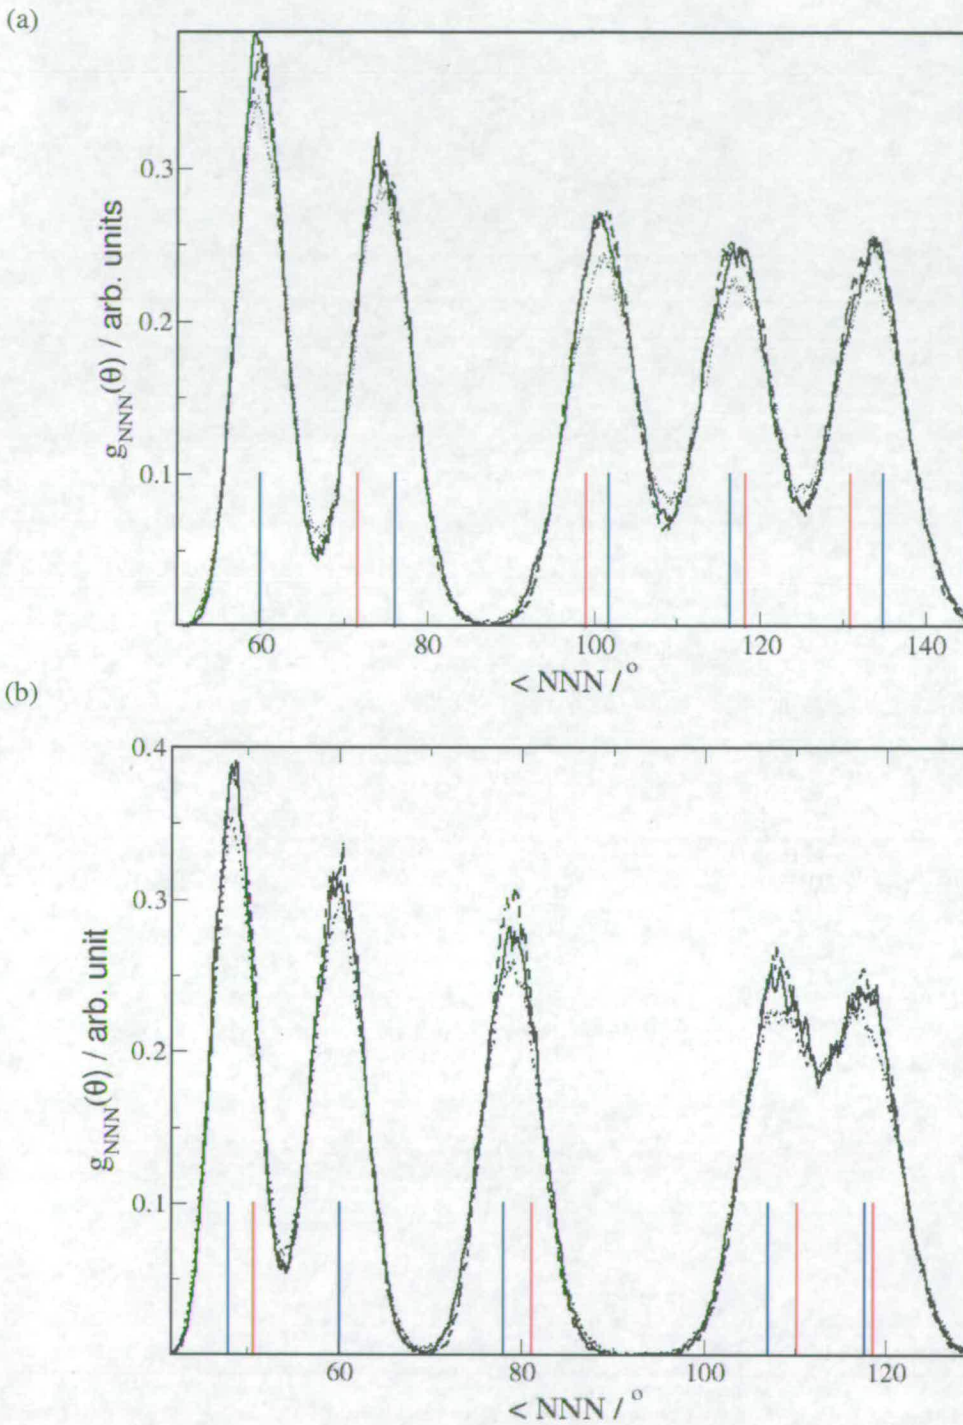 (a)
0.3
0.2
0.1
g_NNN(θ) / arb. units
60 80 100 120 140
< NNN / °
(b)
0.4
0.3
0.2
0.1
g_NNN(θ) / arb. unit
60 80 100 120
< NNN / °